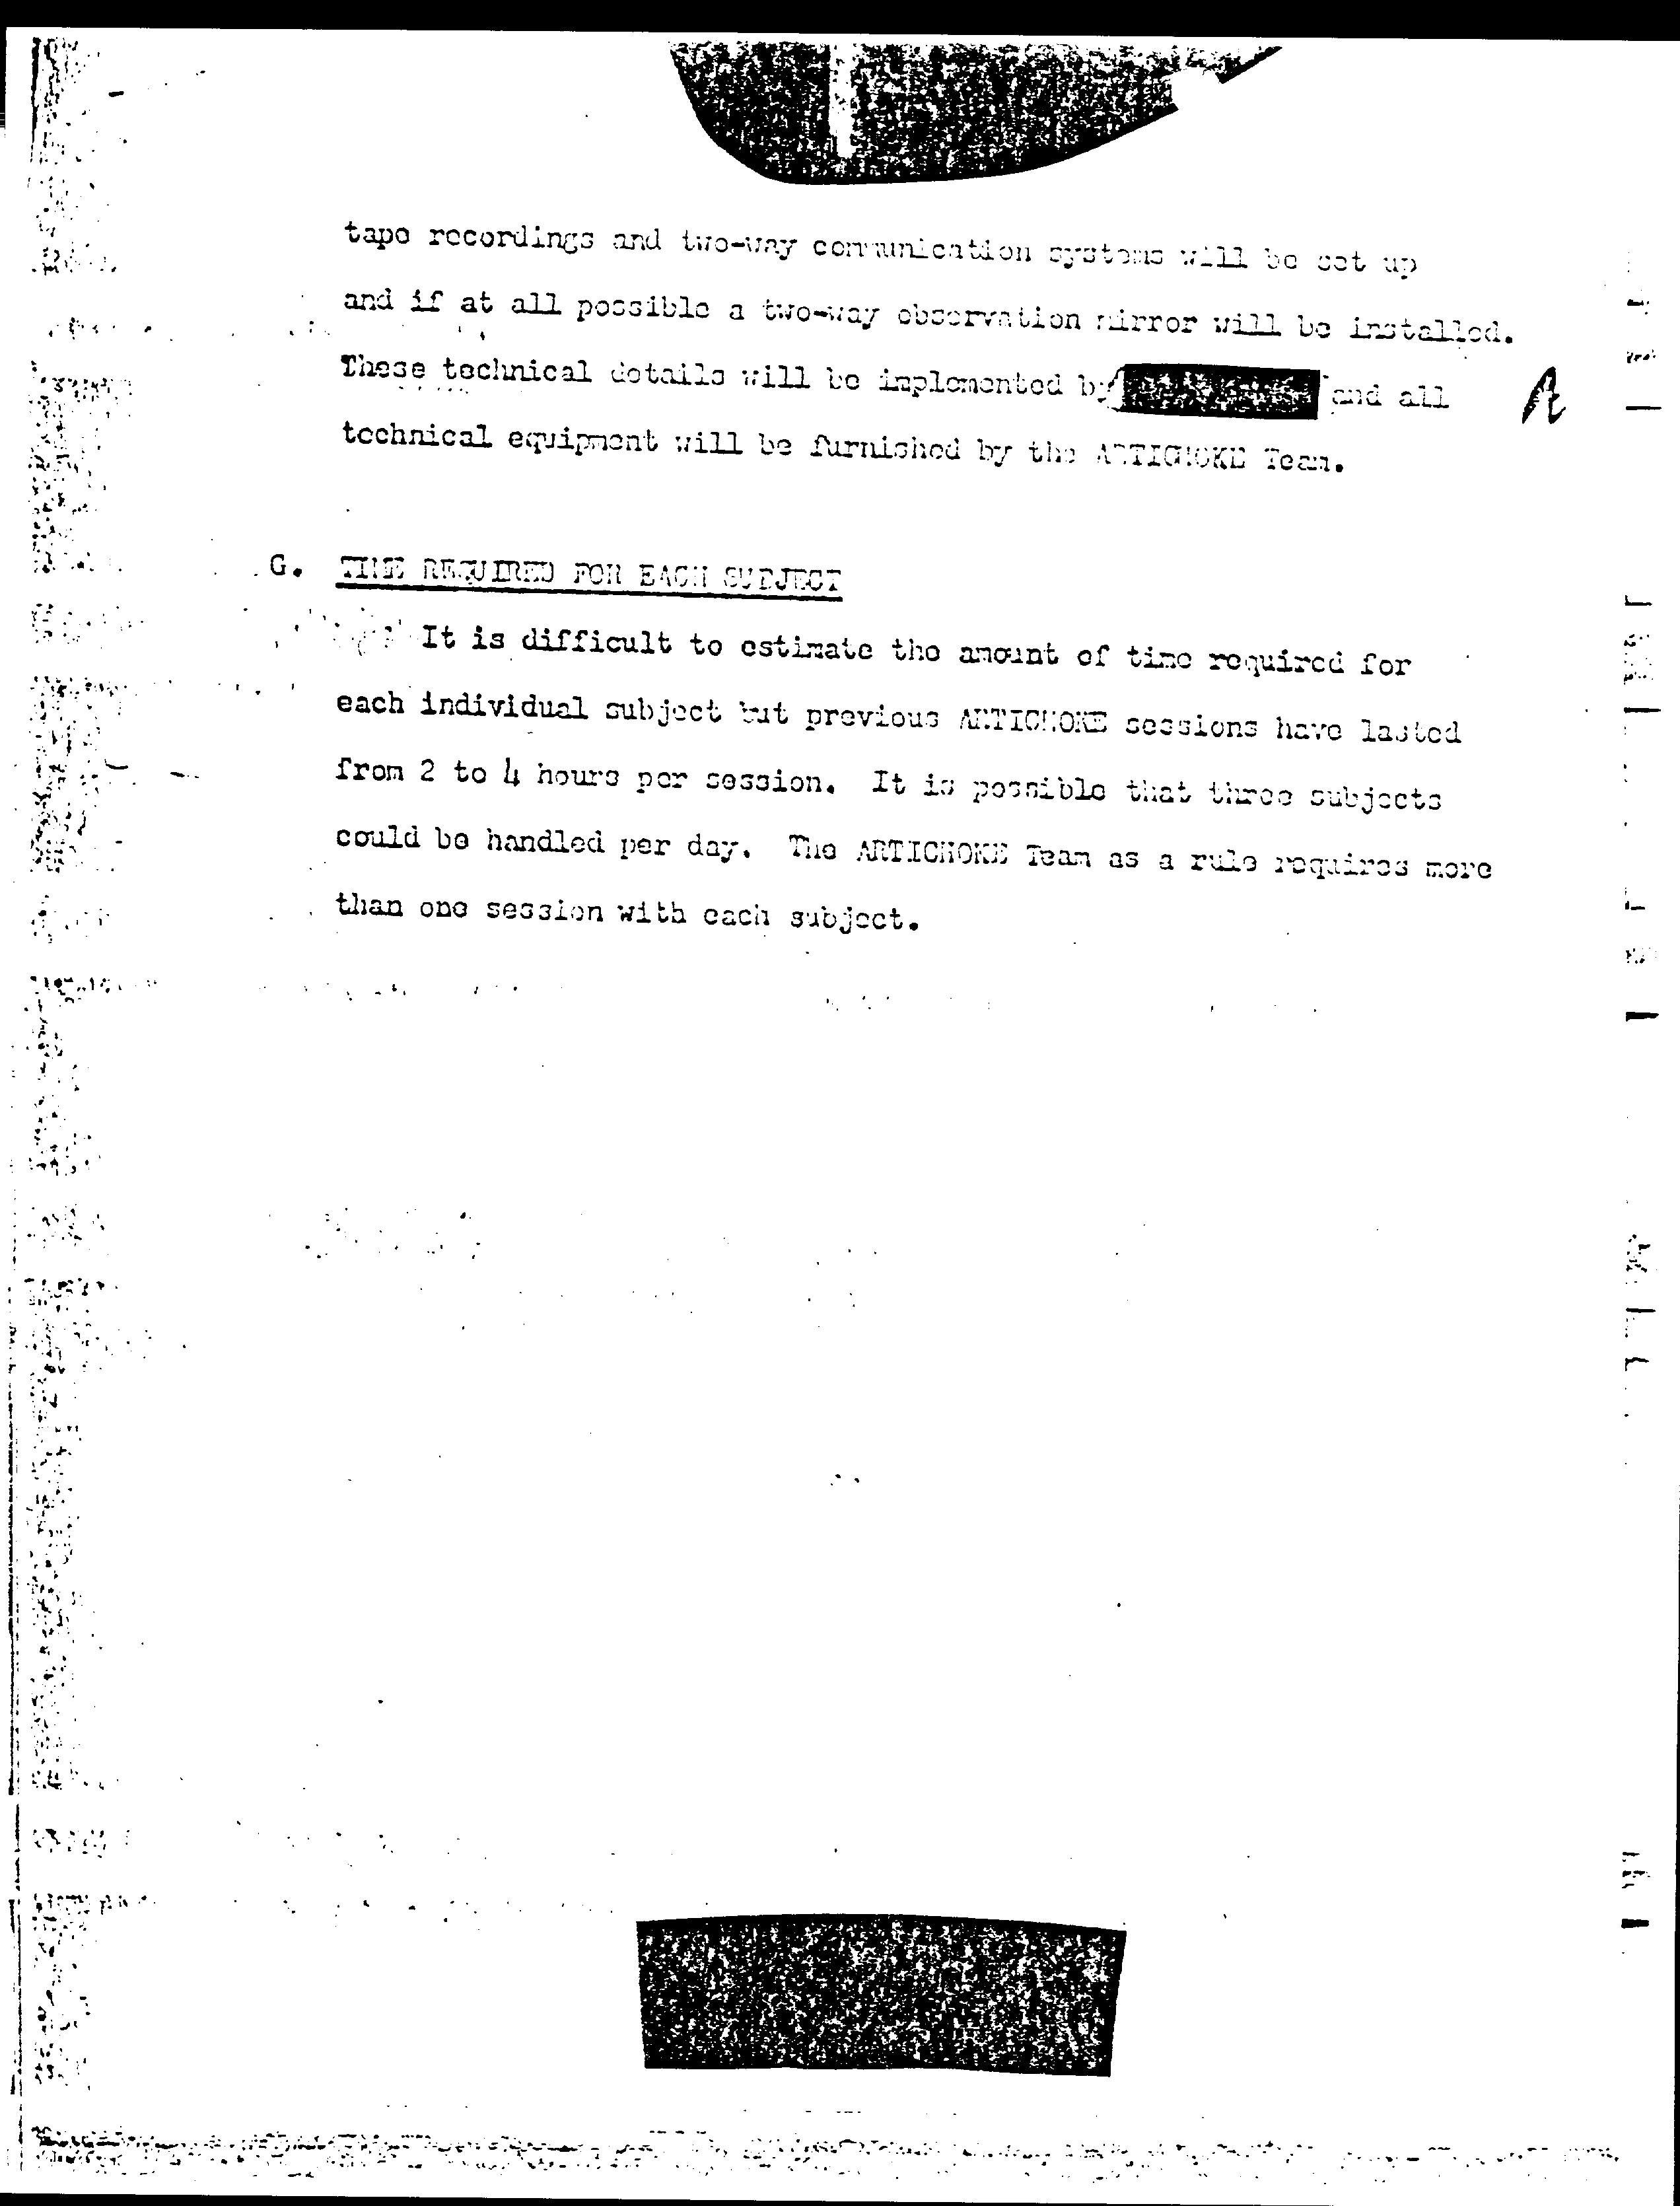 tape recordings and two-way communication systems will be set up
and if at all possible a two-way observation mirror will be installed.
These technical details will be implemented by and all
technical equipment will be furnished by the ARTICHOKE Team.
G. TIME REQUIRED FOR EACH SUBJECT
It is difficult to estimate the amount of time required for
each individual subject but previous ARTICHOKE sessions have lasted
from 2 to 4 hours per session. It is possible that three subjects
could be handled per day. The ARTICHOKE Team as a rule requires more
than one session with each subject.